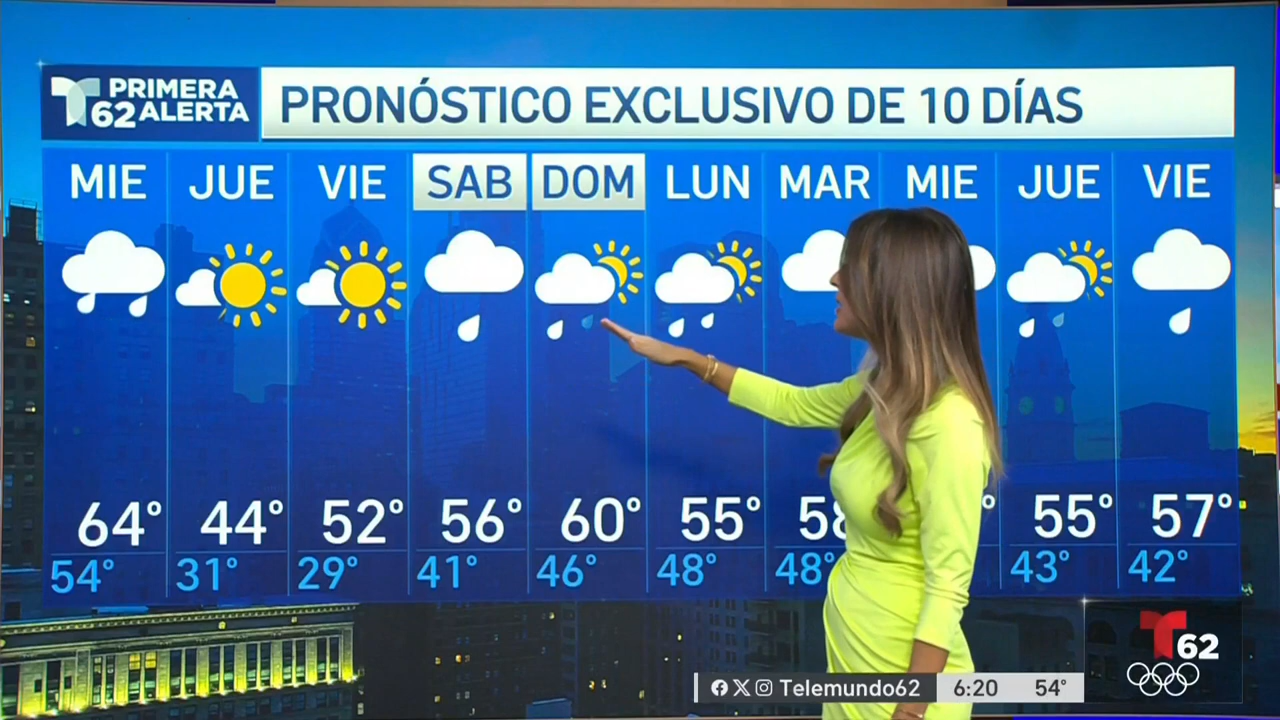 PRIMERA
62 ALERTA
PRONÓSTICO EXCLUSIVO DE 10 DÍAS
MIE JUE VIE SAB DOM LUN MAR MIE JUE VIE
64° 44° 52° 56° 60° 55° 58 ° 55° 57°
54° 31° 29° 41° 46° 48° 48° 43° 42°
T 62
Telemundo62 6:20 54°